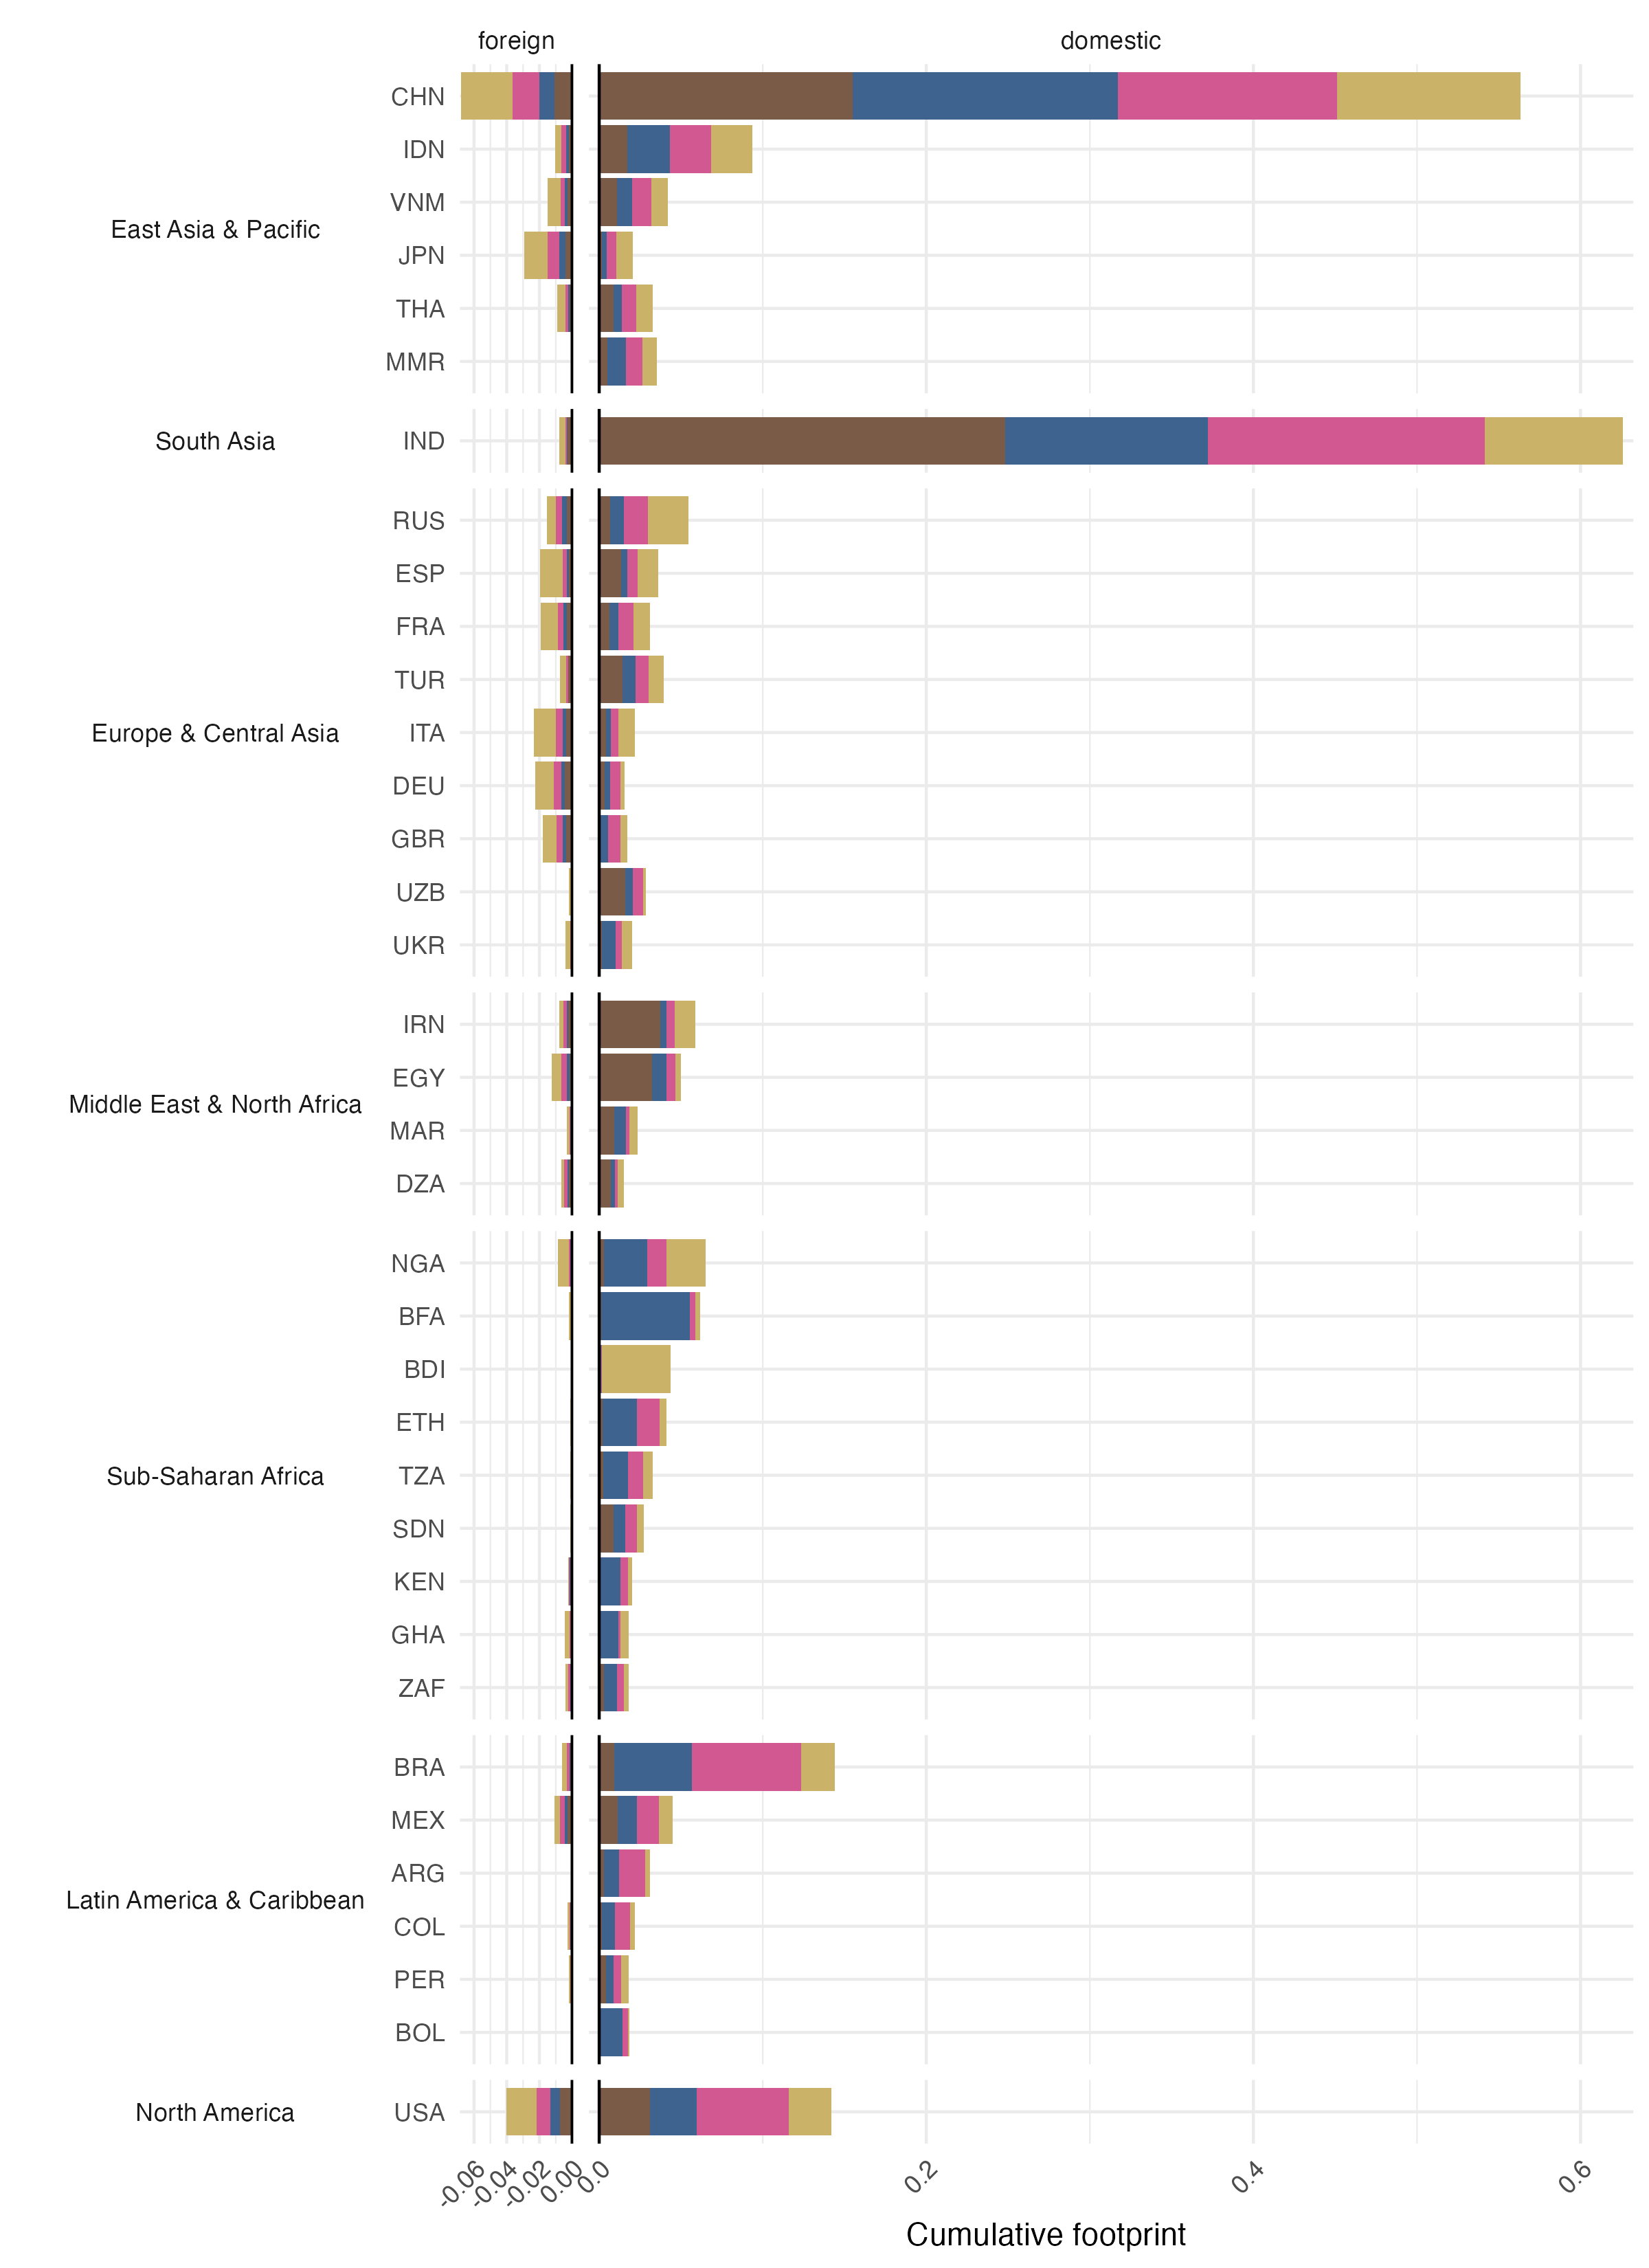 foreign
domestic
East Asia & Pacific
CHN
IDN
VNM
JPN
THA
MMR
South Asia
IND
Europe & Central Asia
RUS
ESP
FRA
TUR
ITA
DEU
GBR
UZB
UKR
Middle East & North Africa
IRN
EGY
MAR
DZA
Sub-Saharan Africa
NGA
BFA
BDI
ETH
TZA
SDN
KEN
GHA
ZAF
Latin America & Caribbean
BRA
MEX
ARG
COL
PER
BOL
North America
USA
-0.06
-0.04
-0.02
0.00
0.0
0.2
0.4
0.6
Cumulative footprint